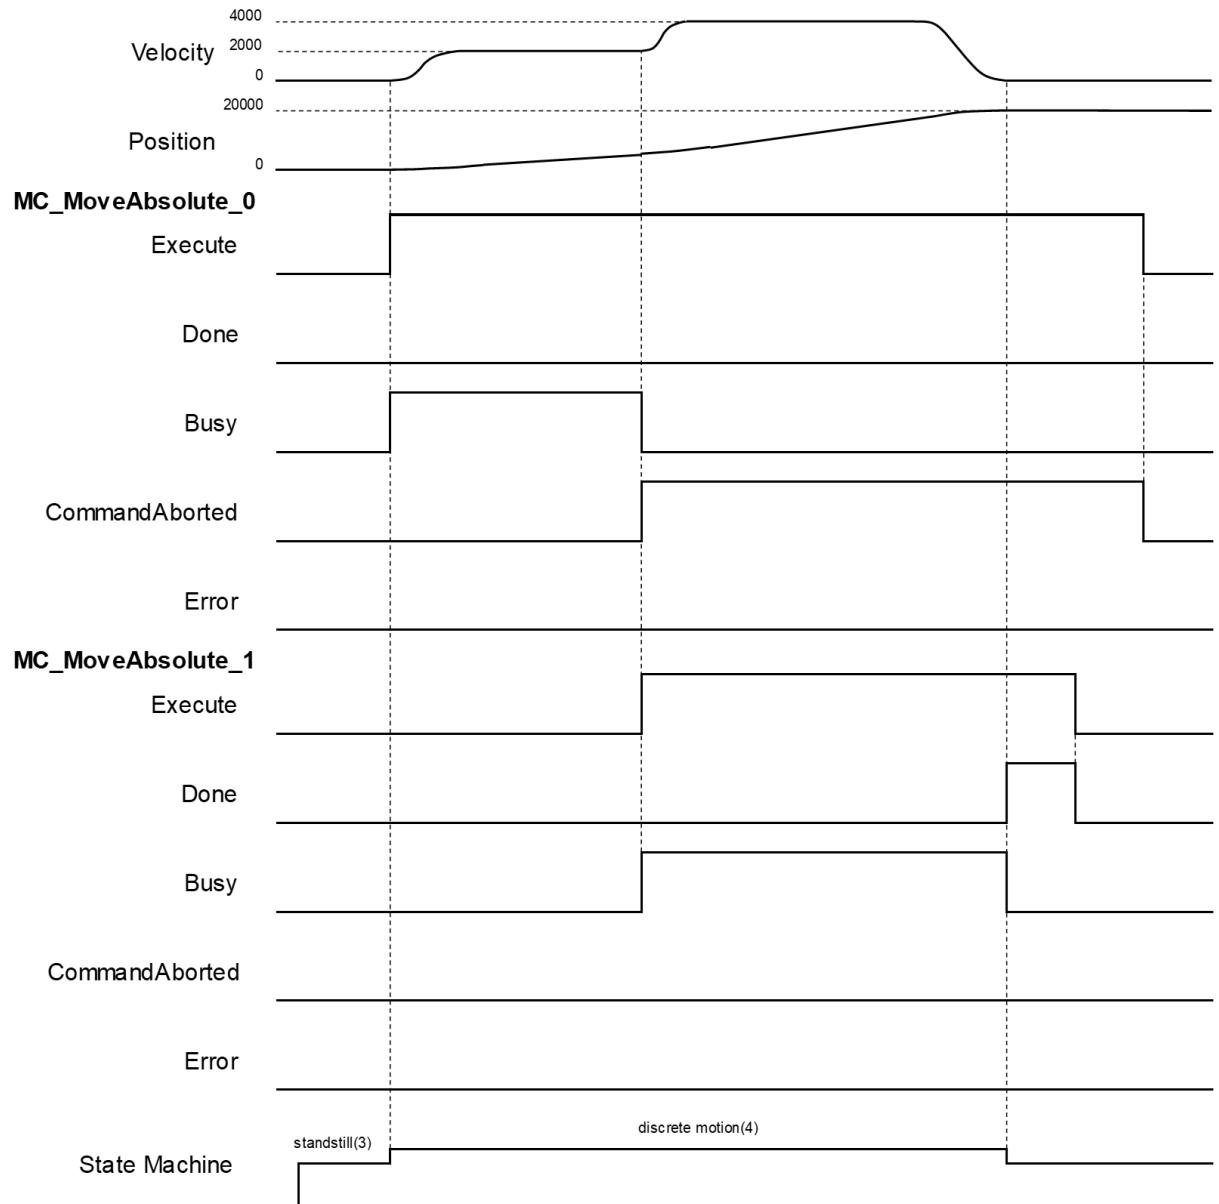 4000
Velocity 2000
0
20000
Position
0
MC_MoveAbsolute_0
Execute
Done
Busy
CommandAborted
Error
MC_MoveAbsolute_1
Execute
Done
Busy
CommandAborted
Error
standstill(3) discrete motion(4)
State Machine